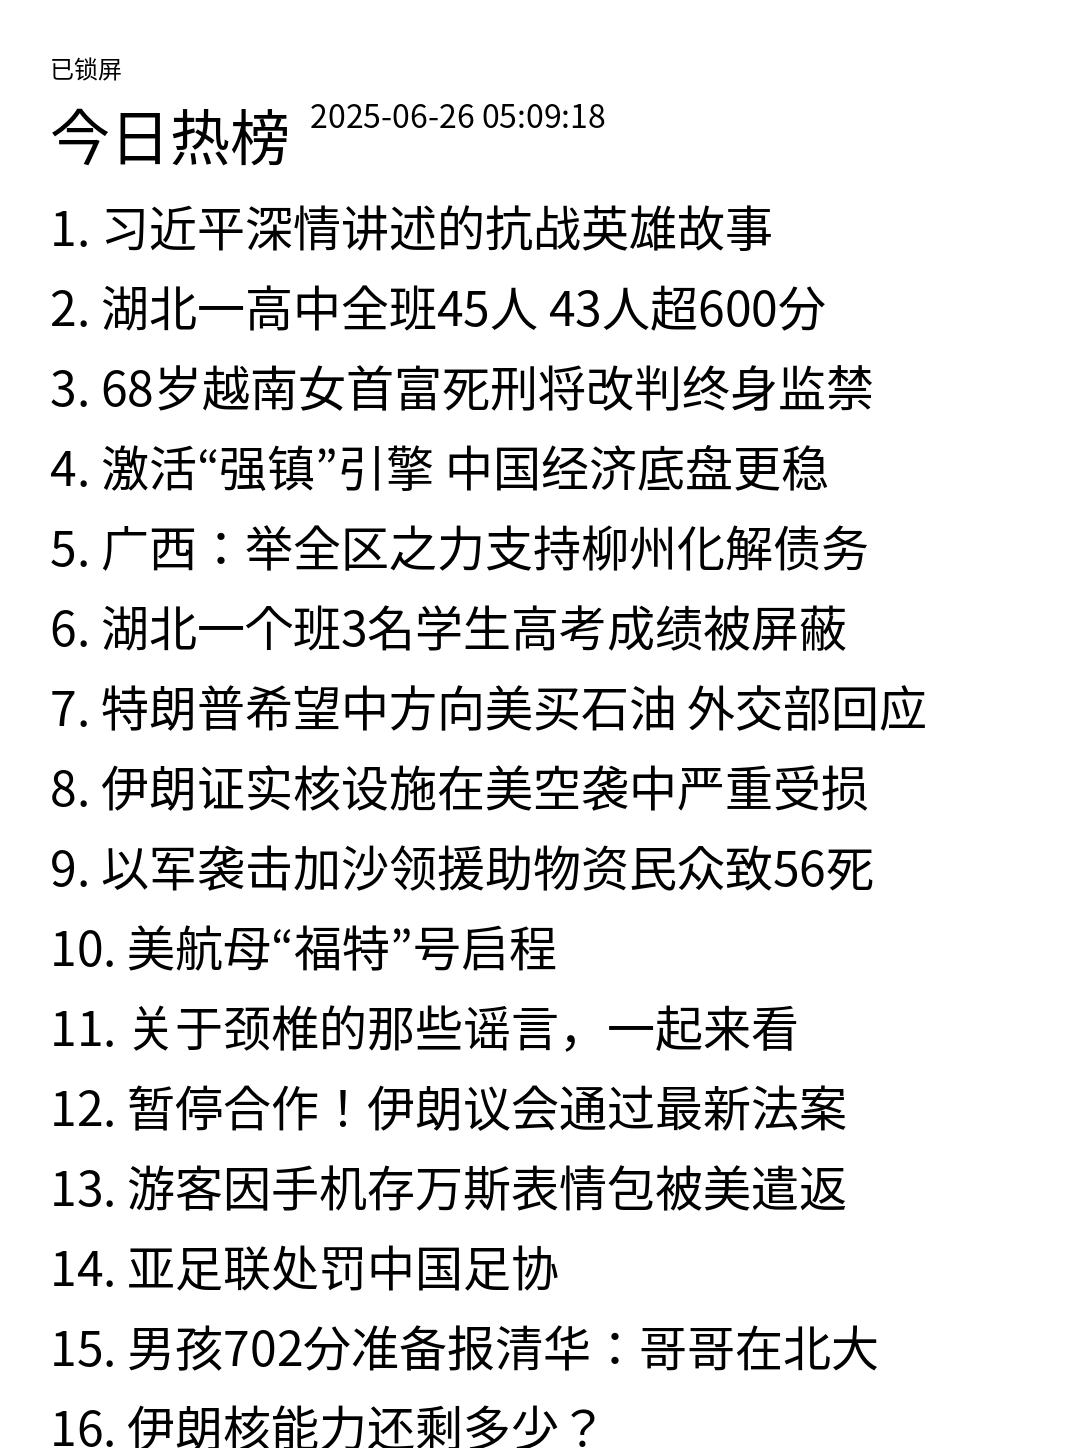 已锁屏
今日热榜 2025-06-26 05:09:18
1. 习近平深情讲述的抗战英雄故事
2. 湖北一高中全班45人 43人超600分
3. 68岁越南女首富死刑将改判终身监禁
4. 激活“强镇”引擎 中国经济底盘更稳
5. 广西：举全区之力支持柳州化解债务
6. 湖北一个班3名学生高考成绩被屏蔽
7. 特朗普希望中方向美买石油 外交部回应
8. 伊朗证实核设施在美空袭中严重受损
9. 以军袭击加沙领援助物资民众致56死
10. 美航母“福特”号启程
11. 关于颈椎的那些谣言，一起来看
12. 暂停合作！伊朗议会通过最新法案
13. 游客因手机存万斯表情包被美遣返
14. 亚足联处罚中国足协
15. 男孩702分准备报清华：哥哥在北大
16. 伊朗核能力还剩多少？